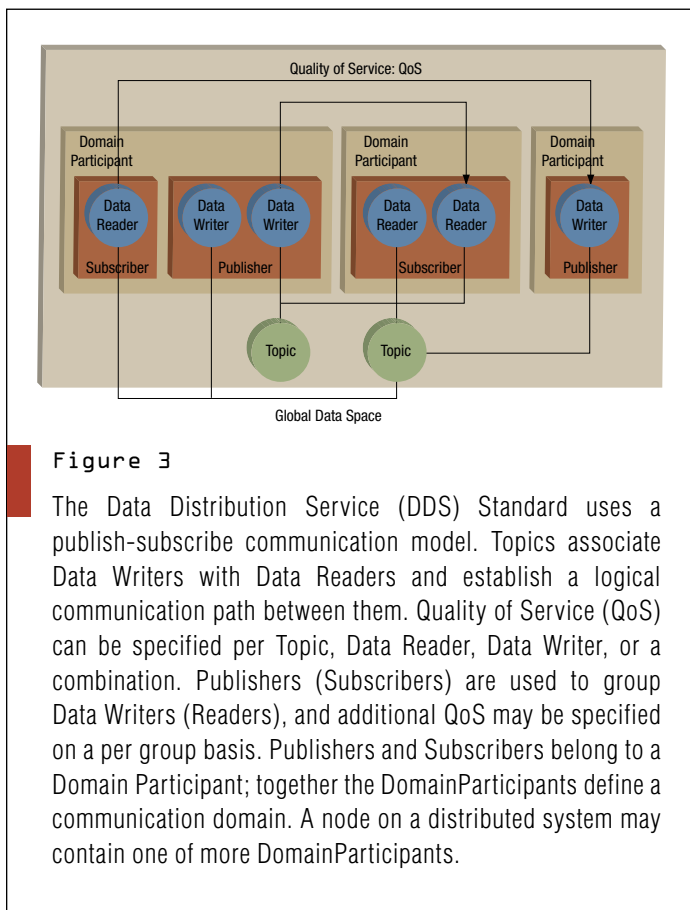 Quality of Service: QoS
Domain
Participant
Domain
Participant
Domain
Participant
Data
Reader
Data
Writer
Data
Writer
Data
Reader
Data
Reader
Data
Writer
Subscriber
Publisher
Subscriber
Publisher
Topic
Topic
Global Data Space
Figure 3
The Data Distribution Service (DDS) Standard uses a
publish-subscribe communication model. Topics associate
Data Writers with Data Readers and establish a logical
communication path between them. Quality of Service (QoS)
can be specified per Topic, Data Reader, Data Writer, or a
combination. Publishers (Subscribers) are used to group
Data Writers (Readers), and additional QoS may be specified
on a per group basis. Publishers and Subscribers belong to a
Domain Participant; together the DomainParticipants define a
communication domain. A node on a distributed system may
contain one of more DomainParticipants.